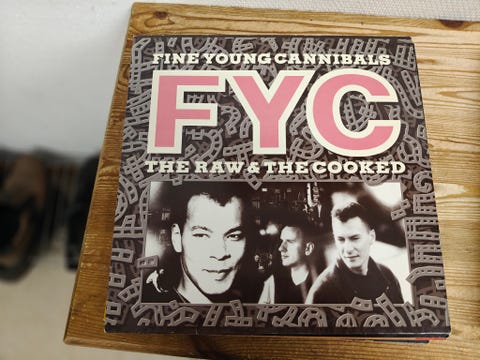 FINE YOUNG CANNIBALS
FYC
THE RAW & THE COOKED